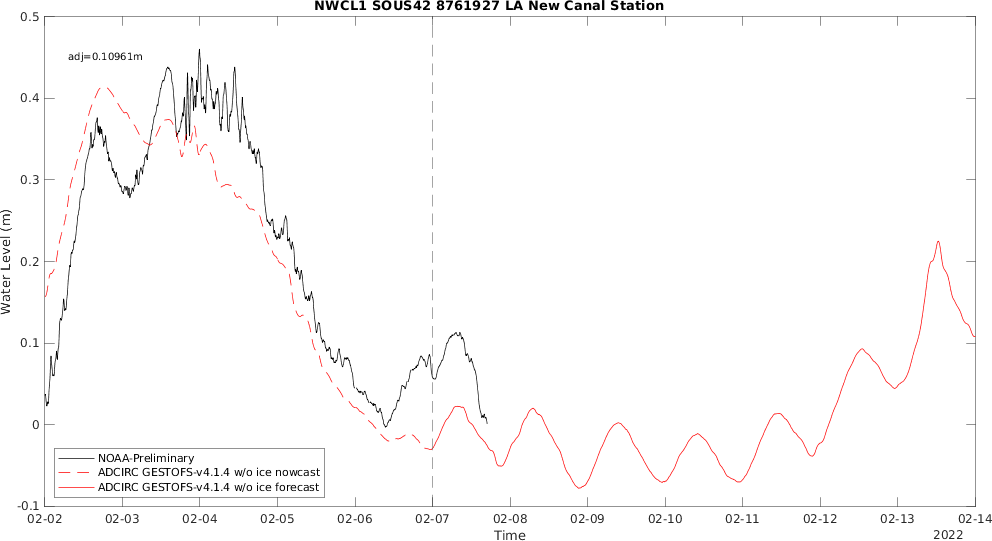 NWCL1 SOUS42 8761927 LA New Canal Station
0.5
adj=0.10961m
0.4
0.3
0.2
0.1
0
-0.1
Water Level (m)
NOAA-Preliminary
ADCIRC GESTOFS-v4.1.4 w/o ice nowcast
ADCIRC GESTOFS-v4.1.4 w/o ice forecast
02-02 02-03 02-04 02-05 02-06 02-07 02-08 02-09 02-10 02-11 02-12 02-13 02-14
Time
2022